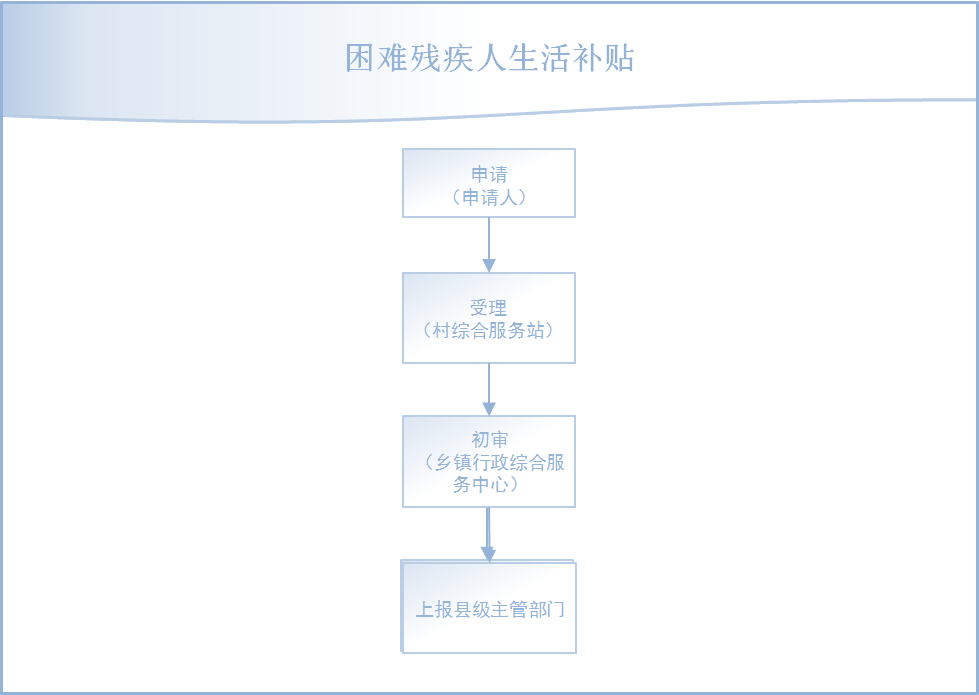 困难残疾人生活补贴
申请
（申请人）
受理
（村综合服务站）
初审
（乡镇行政综合服
务中心）
上报县级主管部门